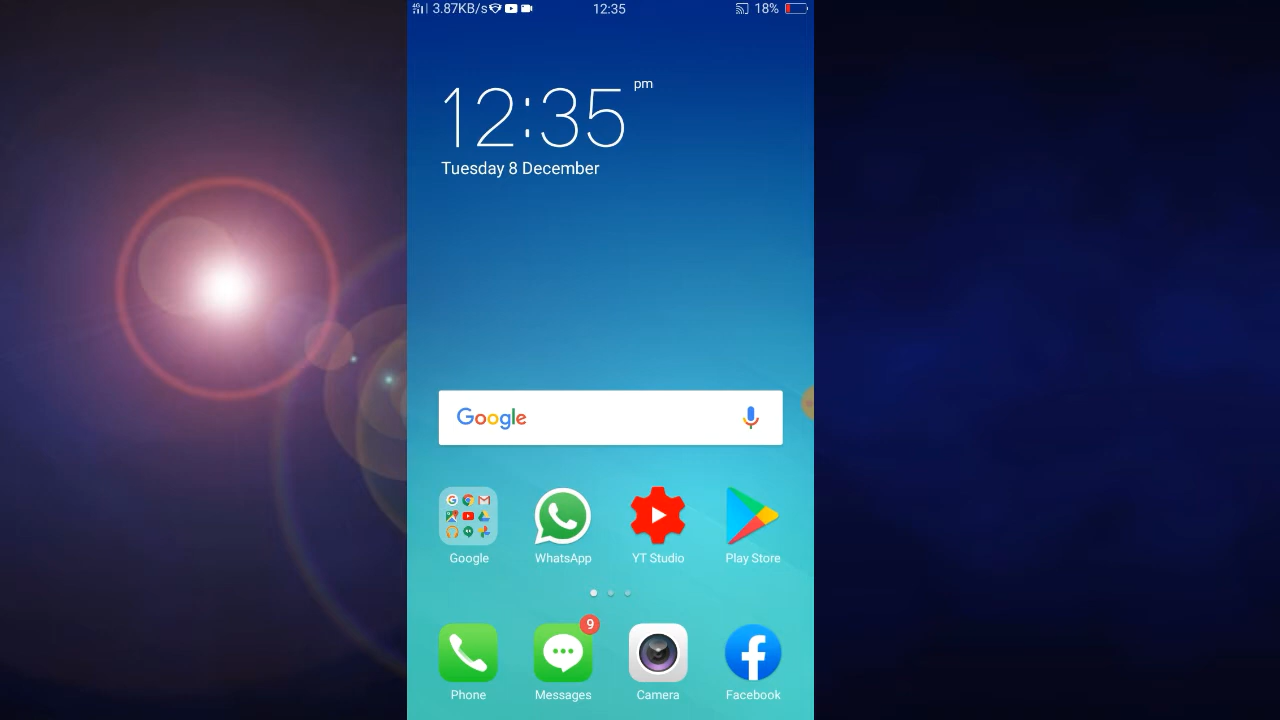 4G 3.87KB/s 12:35 18%
12:35 pm
Tuesday 8 December
Google
Google WhatsApp YT Studio Play Store
9
Phone Messages Camera Facebook